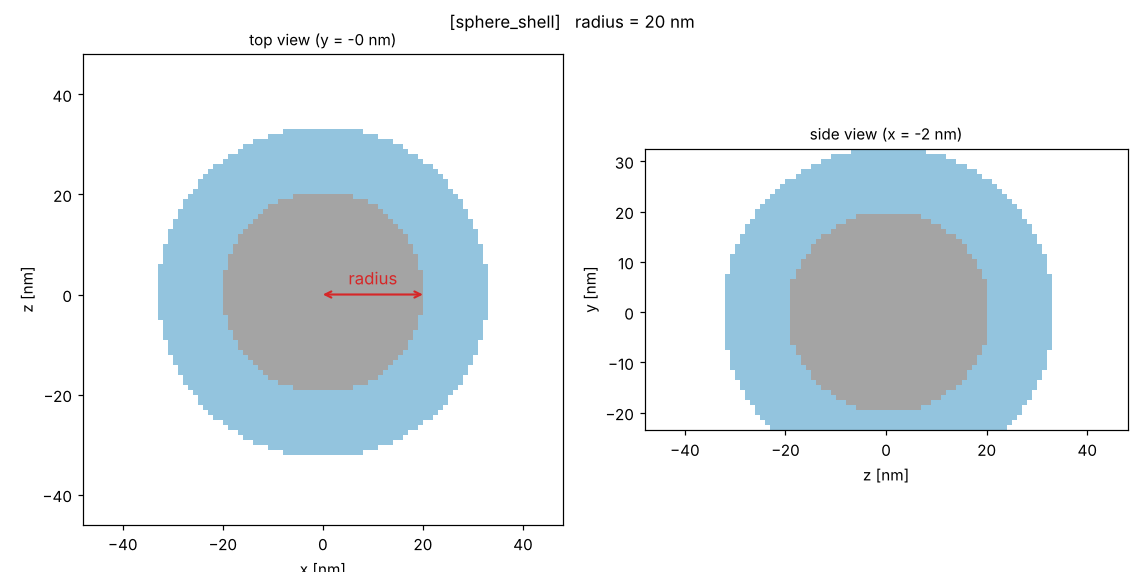 [sphere_shell]   radius = 20 nm
top view (y = -0 nm)
z [nm]
40
20
0
−20
−40
radius
−40
−20
0
20
40
x [nm]
side view (x = -2 nm)
y [nm]
30
20
10
0
−10
−20
−40
−20
0
20
40
z [nm]